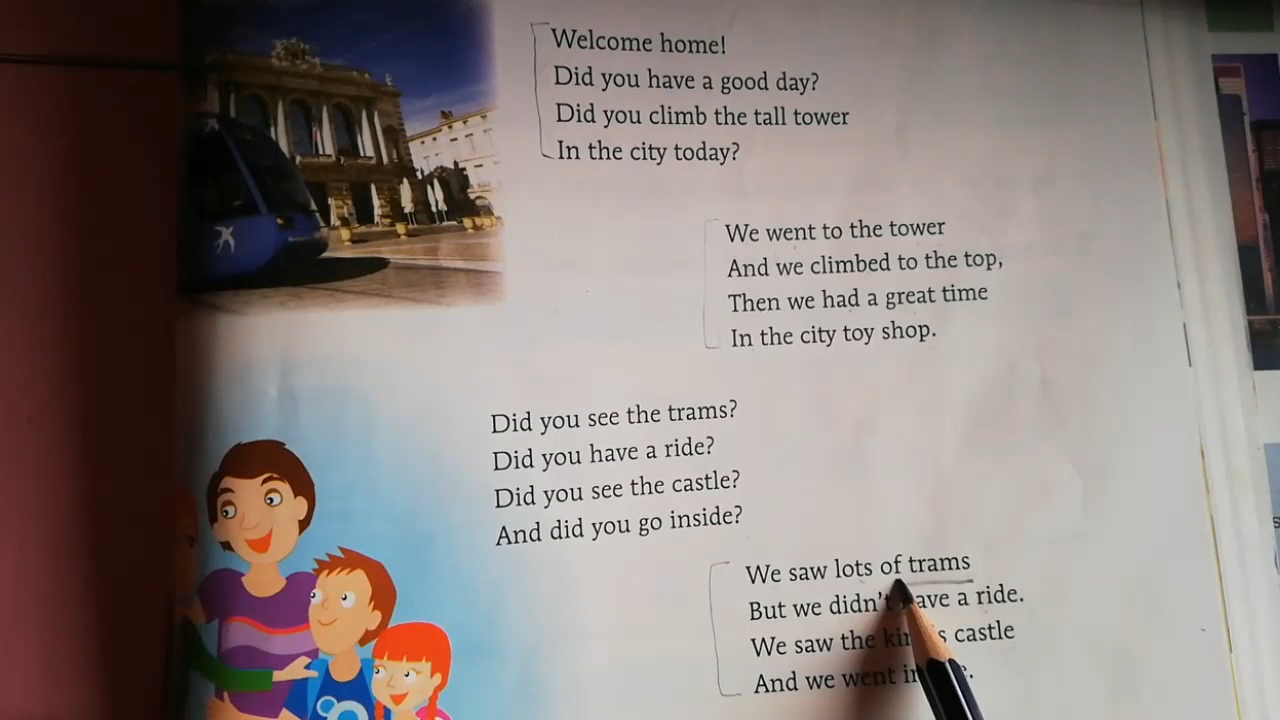 Welcome home!
Did you have a good day?
Did you climb the tall tower
In the city today?
We went to the tower
And we climbed to the top,
Then we had a great time
In the city toy shop.
Did you see the trams?
Did you have a ride?
Did you see the castle?
And did you go inside?
We saw lots of trams
But we didn't have a ride.
We saw the king's castle
And we went